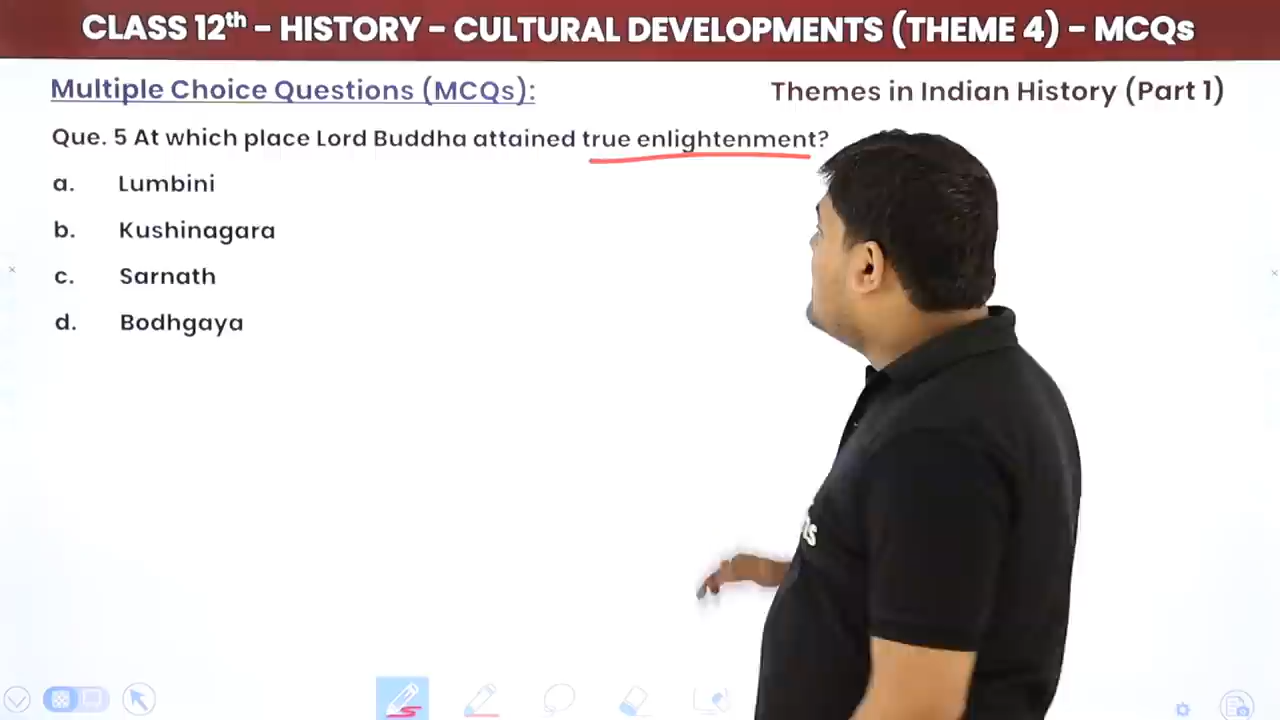 CLASS 12th - HISTORY - CULTURAL DEVELOPMENTS (THEME 4) - MCQs
Multiple Choice Questions (MCQs):
Themes in Indian History (Part 1)
Que. 5 At which place Lord Buddha attained true enlightenment?
a. Lumbini
b. Kushinagara
c. Sarnath
d. Bodhgaya